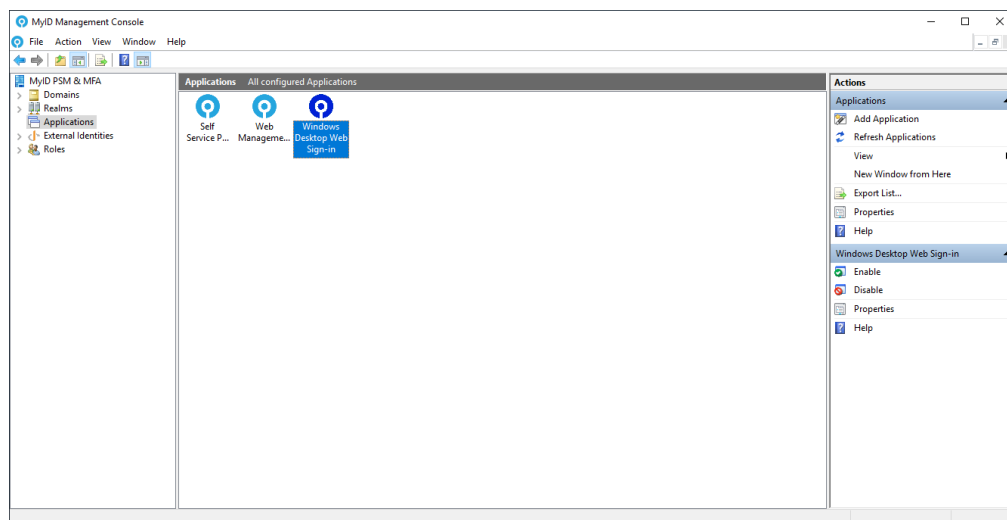 MyID Management Console
File Action View Window Help
MyID PSM & MFA
Domains
Realms
Applications
External Identities
Roles
Applications All configured Applications
Self
Service P...
Web
Manageme...
Windows
Desktop Web
Sign-in
Actions
Applications
Add Application
Refresh Applications
View
New Window from Here
Export List...
Properties
Help
Windows Desktop Web Sign-in
Enable
Disable
Properties
Help